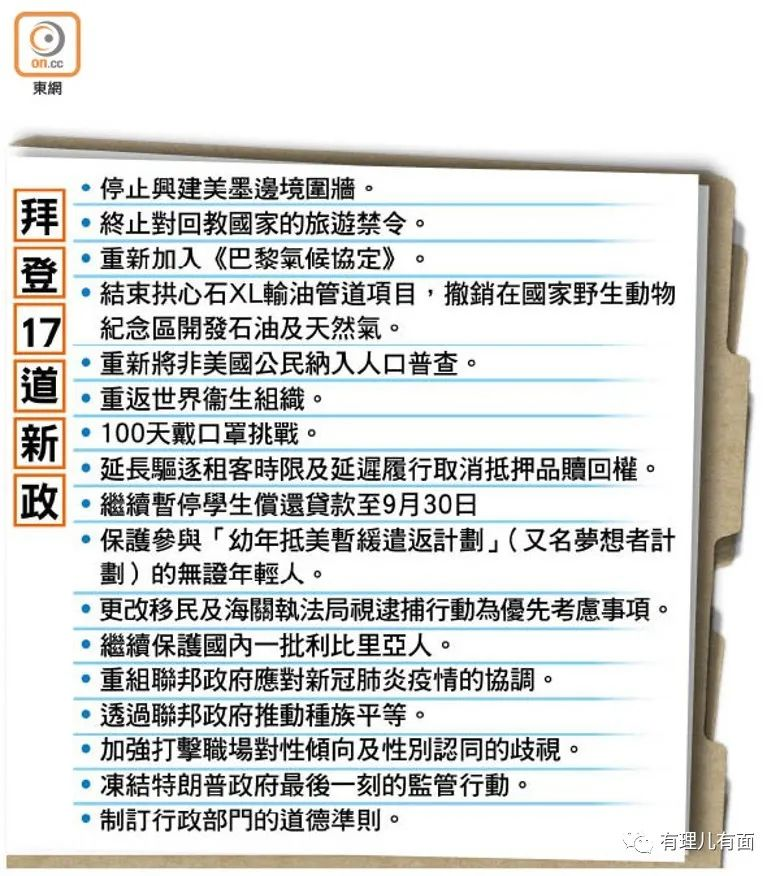 on.cc
東網
拜登17道新政
• 停止興建美墨邊境圍牆。
• 終止對回教國家的旅遊禁令。
• 重新加入《巴黎氣候協定》。
• 結束拱心石XL輸油管道項目，撤銷在國家野生動物
紀念區開發石油及天然氣。
• 重新將非美國公民納入人口普查。
• 重返世界衞生組織。
• 100天戴口罩挑戰。
• 延長驅逐租客時限及延遲履行取消抵押品贖回權。
• 繼續暫停學生償還貸款至9月30日
• 保護參與「幼年抵美暫緩遣返計劃」（又名夢想者計
劃）的無證年輕人。
• 更改移民及海關執法局視逮捕行動為優先考慮事項。
• 繼續保護國內一批利比里亞人。
• 重組聯邦政府應對新冠肺炎疫情的協調。
• 透過聯邦政府推動種族平等。
• 加強打擊職場對性傾向及性別認同的歧視。
• 凍結特朗普政府最後一刻的監管行動。
• 制訂行政部門的道德準則。
有理儿有面